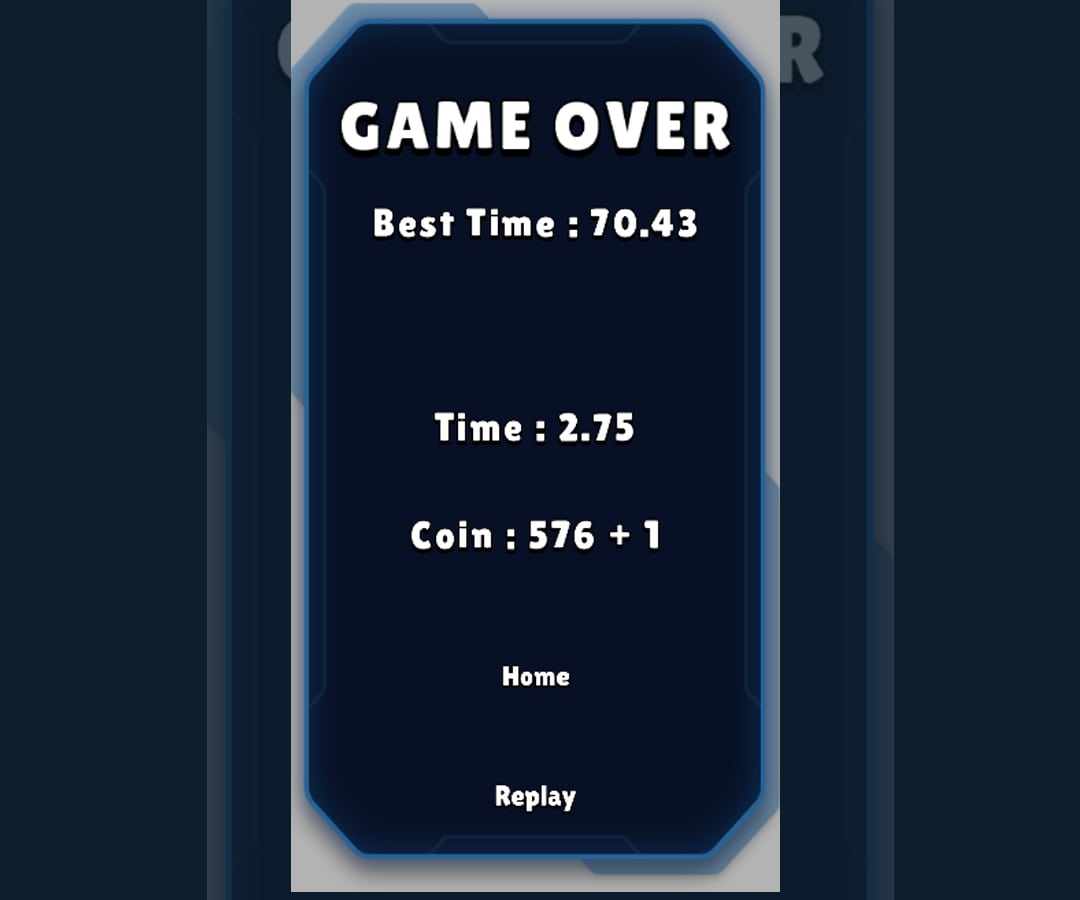 GAME OVER
Best Time : 70.43
Time : 2.75
Coin : 576 + 1
Home
Replay